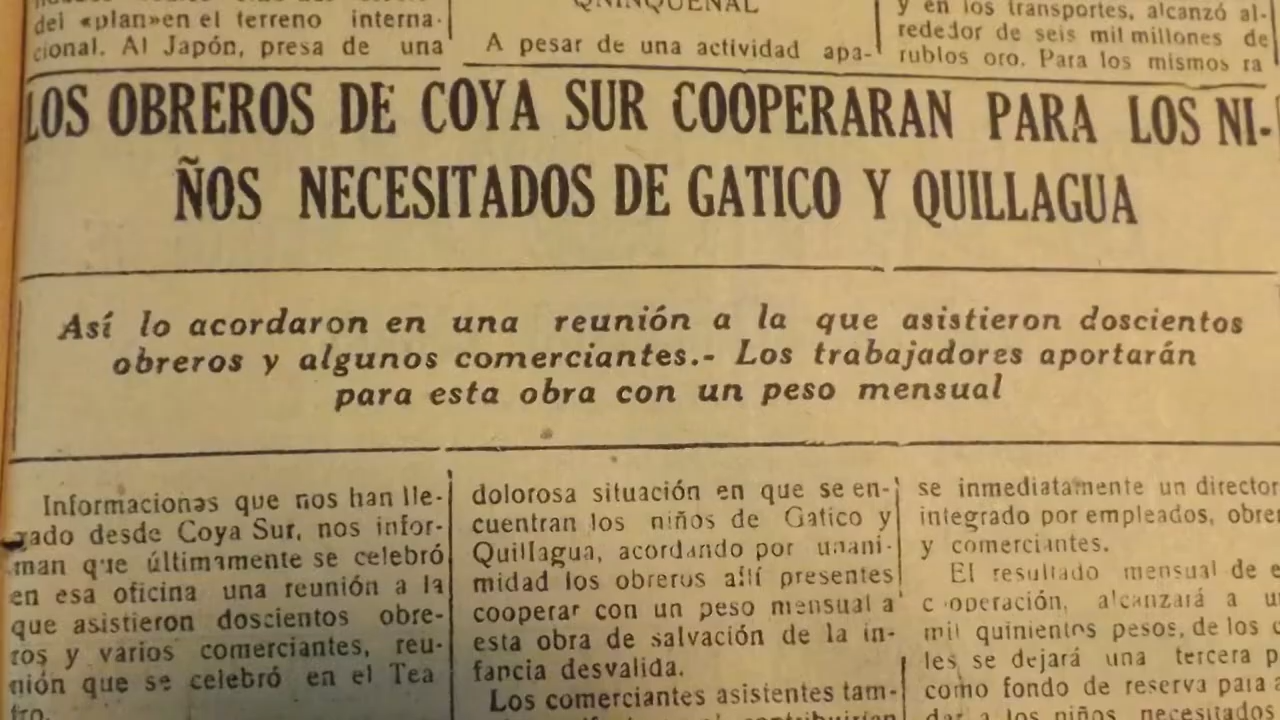 del «plan» en el terreno interna-
cional. Al Japón, presa de una
QNINQUENAL
A pesar de una actividad apa-
y en los transportes, alcanzó al-
rededor de seis mil millones de
rublos oro. Para los mismos ra
LOS OBREROS DE COYA SUR COOPERARAN PARA LOS NI-
ÑOS NECESITADOS DE GATICO Y QUILLAGUA
Así lo acordaron en una reunión a la que asistieron doscientos
obreros y algunos comerciantes.- Los trabajadores aportarán
para esta obra con un peso mensual
Informacionas que nos han lle-
gado desde Coya Sur, nos infor-
man que últimamente se celebró
en esa oficina una reunión a la
que asistieron doscientos obre-
ros y varios comerciantes, reu-
nión que se celebró en el Tea
tro.
dolorosa situación en que se en-
cuentran los niños de Gatico y
Quillagua, acordando por unani-
midad los obreros allí presentes
cooperar con un peso mensual a
esta obra de salvación de la in-
fancia desvalida.
Los comerciantes asistentes tam-
se inmediatamente un director
integrado por empleados, obrer
y comerciantes.
El resultado mensual de e
cooperación, alcanzará a u
mil quinientos pesos, de los c
les se dejará una tercera p
como fondo de reserva para a
dar a los niños necesitados